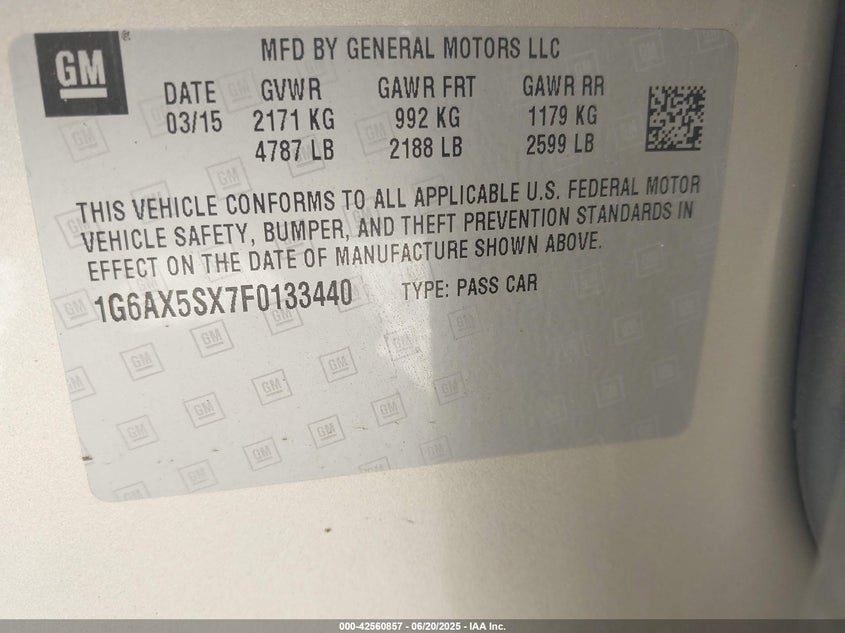 GM®
MFD BY GENERAL MOTORS LLC
DATE GVWR GAWR FRT GAWR RR
03/15 2171 KG 992 KG 1179 KG
4787 LB 2188 LB 2599 LB
THIS VEHICLE CONFORMS TO ALL APPLICABLE U.S. FEDERAL MOTOR
VEHICLE SAFETY, BUMPER, AND THEFT PREVENTION STANDARDS IN
EFFECT ON THE DATE OF MANUFACTURE SHOWN ABOVE.
1G6AX5SX7F0133440 TYPE: PASS CAR
000-42560857 - 06/20/2025 - IAA Inc.